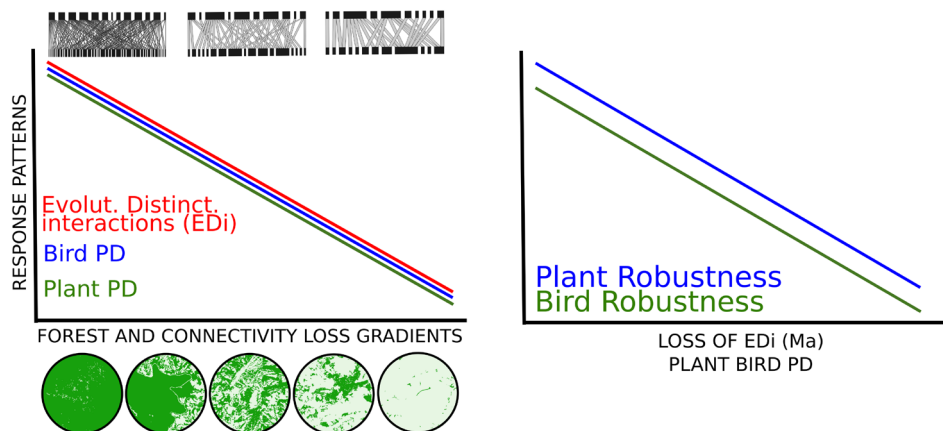 RESPONSE PATTERNS
Evolut. Distinct.
interactions (EDi)
Bird PD
Plant PD
FOREST AND CONNECTIVITY LOSS GRADIENTS
Plant Robustness
Bird Robustness
LOSS OF EDi (Ma)
PLANT BIRD PD